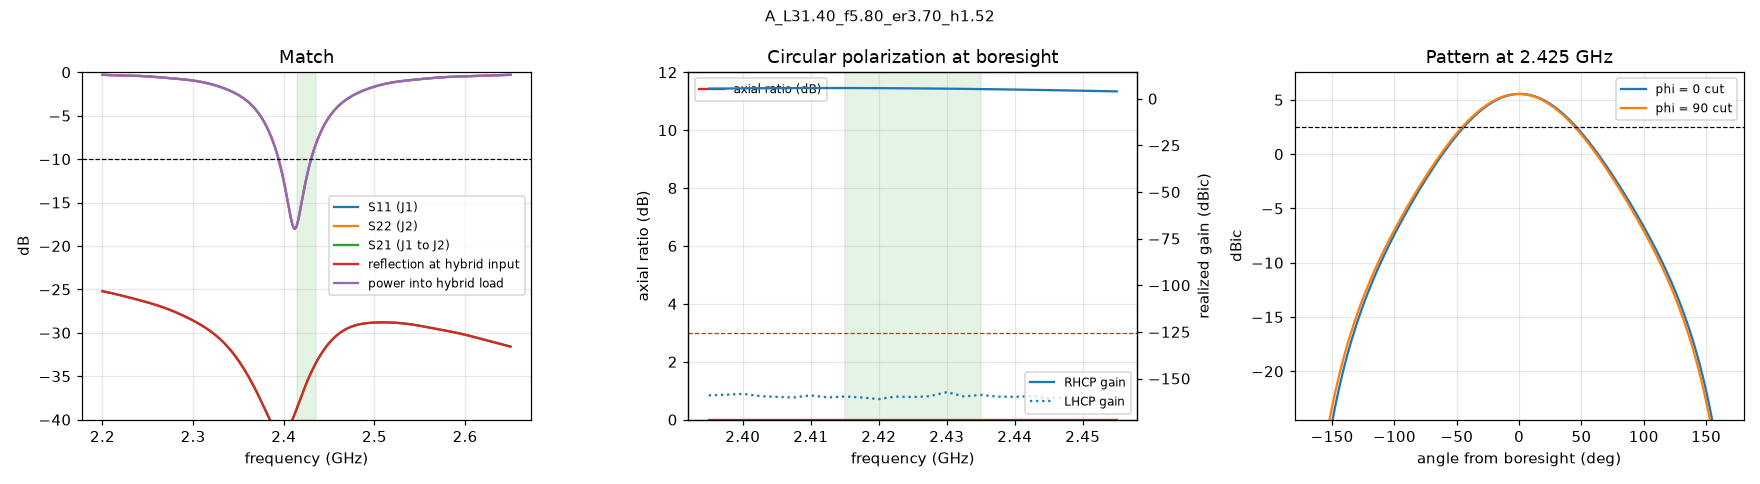 A_L31.40_f5.80_er3.70_h1.52
Match
0
−5
−10
−15
−20
−25
−30
−35
−40
dB
2.2
2.3
2.4
2.5
2.6
frequency (GHz)
S11 (J1)
S22 (J2)
S21 (J1 to J2)
reflection at hybrid input
power into hybrid load
Circular polarization at boresight
12
10
8
6
4
2
0
axial ratio (dB)
axial ratio (dB)
2.40
2.41
2.42
2.43
2.44
2.45
frequency (GHz)
0
−25
−50
−75
−100
−125
−150
realized gain (dBic)
RHCP gain
LHCP gain
Pattern at 2.425 GHz
5
0
−5
−10
−15
−20
dBic
−150
−100
−50
0
50
100
150
angle from boresight (deg)
phi = 0 cut
phi = 90 cut